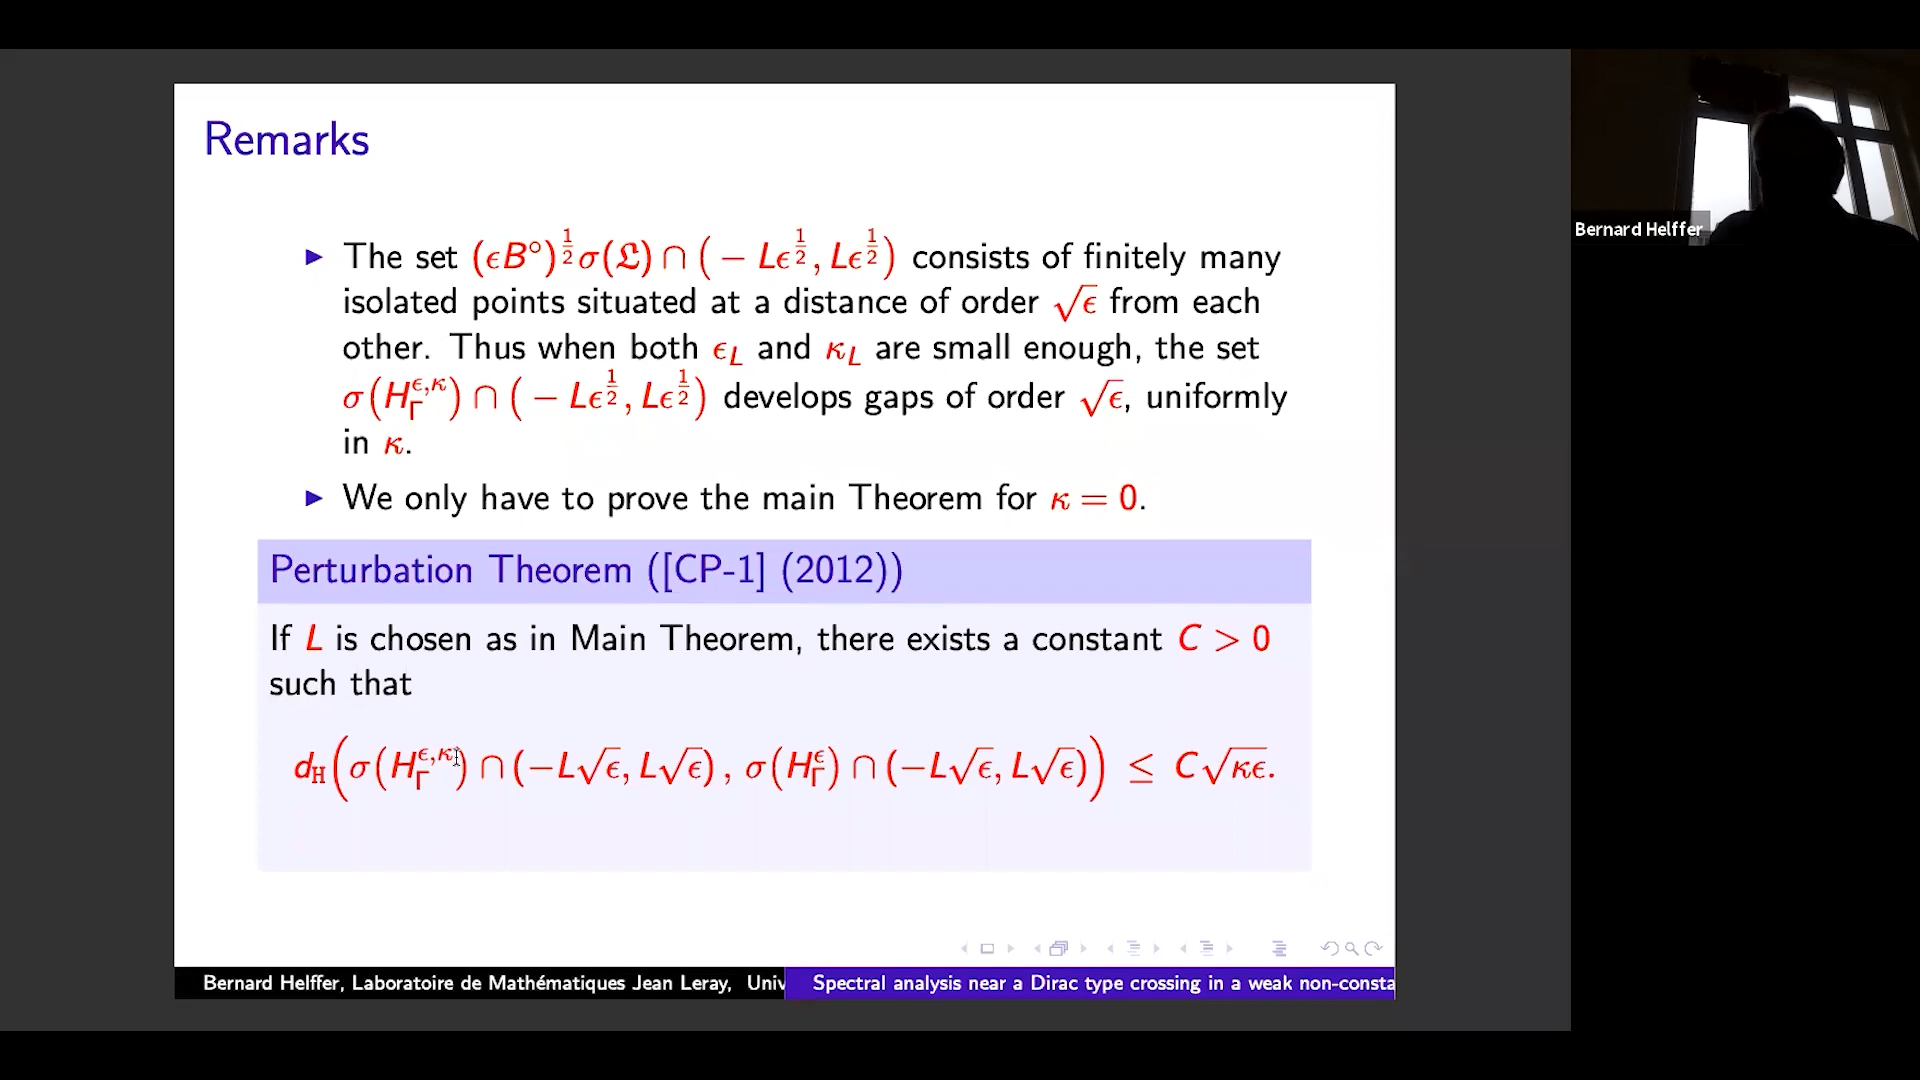 Remarks
▶ The set (ϵB°)^{1/2}σ(𝔏) ∩ (− Lϵ^{1/2}, Lϵ^{1/2}) consists of finitely many
isolated points situated at a distance of order √ϵ from each
other. Thus when both ϵ_L and κ_L are small enough, the set
σ(H_Γ^{ϵ,κ}) ∩ (− Lϵ^{1/2}, Lϵ^{1/2}) develops gaps of order √ϵ, uniformly
in κ.
▶ We only have to prove the main Theorem for κ = 0.
Perturbation Theorem ([CP-1] (2012))
If L is chosen as in Main Theorem, there exists a constant C > 0
such that
d_H(σ(H_Γ^{ϵ,κ}) ∩ (−L√ϵ, L√ϵ), σ(H_Γ^ϵ) ∩ (−L√ϵ, L√ϵ)) ≤ C√κϵ.
Bernard Helffer, Laboratoire de Mathématiques Jean Leray, Univ
Spectral analysis near a Dirac type crossing in a weak non-consta
Bernard Helffer